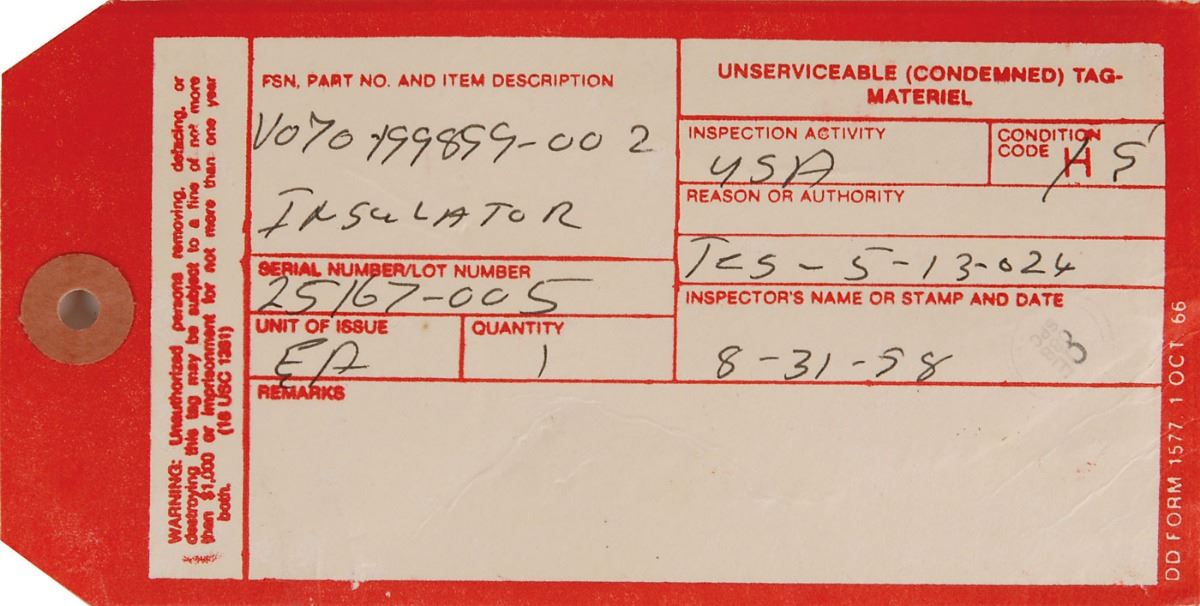 WARNING: Unauthorized persons removing, defacing, or
destroying this tag may be subject to a fine of not more
than $1,000 or imprisonment for not more than one year
both.
(18 USC 1361)
FSN, PART NO. AND ITEM DESCRIPTION
V070-199899-002
INSULATOR
SERIAL NUMBER/LOT NUMBER
25167-005
UNIT OF ISSUE
EA
QUANTITY
1
REMARKS
UNSERVICEABLE (CONDEMNED) TAG-
MATERIEL
INSPECTION ACTIVITY
USA
CONDITION
CODE H S
REASON OR AUTHORITY
TCS-5-13-024
INSPECTOR'S NAME OR STAMP AND DATE
8-31-98
3
DD FORM 1577, 1 OCT 66